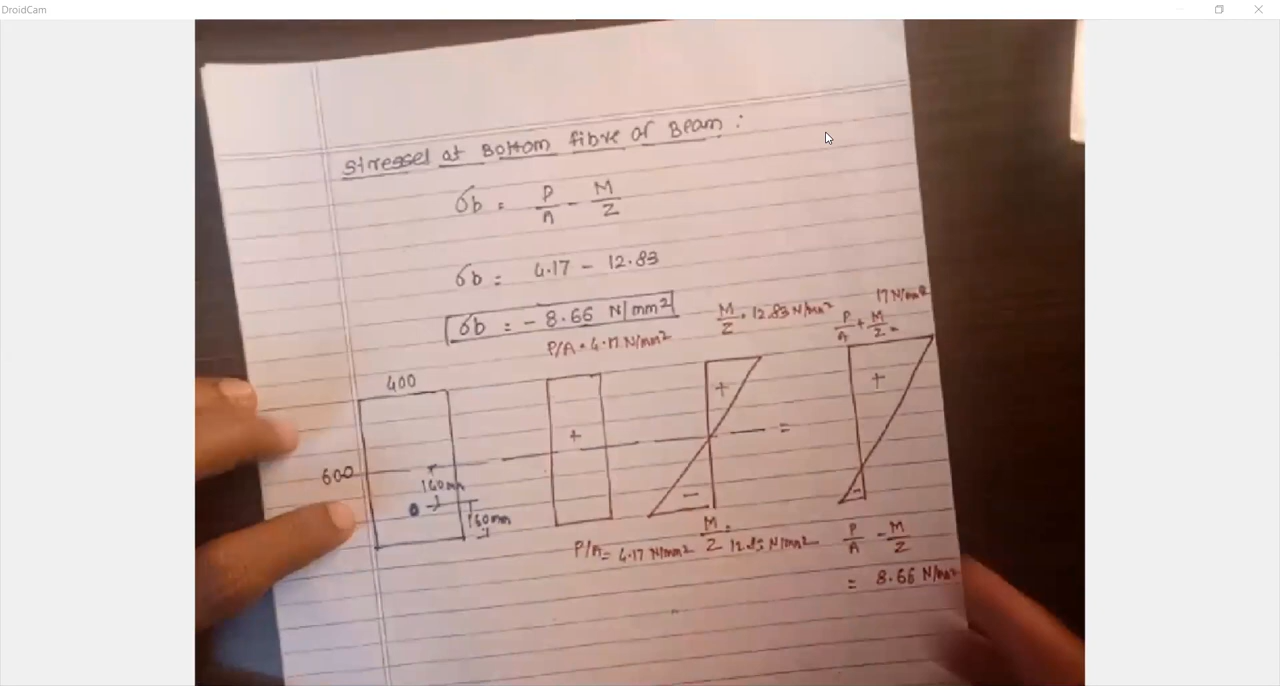 DroidCam
Stresses at Bottom fibre of Beam :
σb = P/A - M/Z
σb = 4.17 - 12.83
σb = - 8.66 N/mm²
P/A = 4.17 N/mm²
M/Z = 12.83 N/mm²
P/A + M/Z = 17 N/mm²
400
600
160mm
160mm
+
+
-
=
+
-
P/A = 4.17 N/mm²
M/Z = 12.83 N/mm²
P/A - M/Z
= 8.66 N/mm²